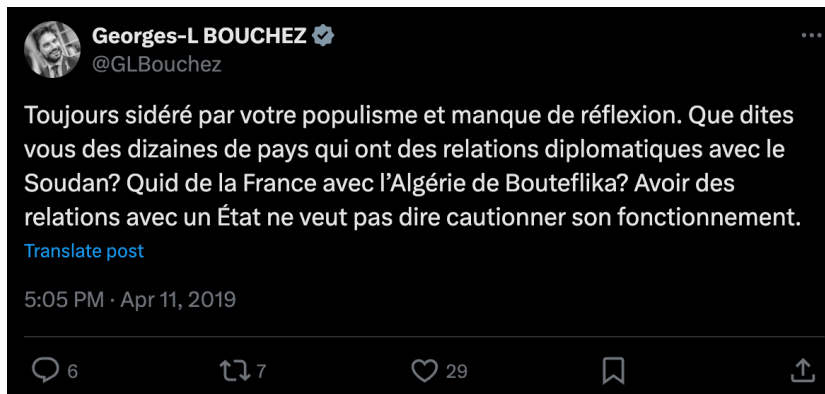 Georges-L BOUCHEZ
@GLBouchez
Toujours sidéré par votre populisme et manque de réflexion. Que dites
vous des dizaines de pays qui ont des relations diplomatiques avec le
Soudan? Quid de la France avec l’Algérie de Bouteflika? Avoir des
relations avec un État ne veut pas dire cautionner son fonctionnement.
Translate post
5:05 PM · Apr 11, 2019
6 7 29